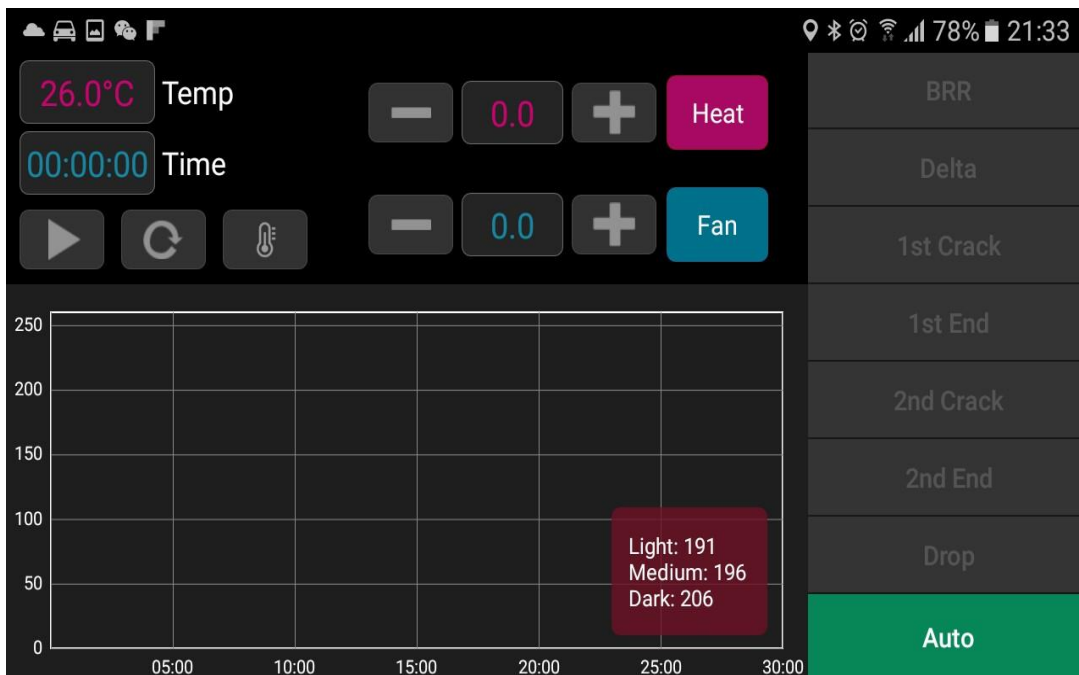 78% 21:33
26.0°C Temp
00:00:00 Time
0.0 Heat
0.0 Fan
BRR
Delta
1st Crack
1st End
2nd Crack
2nd End
Drop
Auto
250
200
150
100
50
0
Light: 191
Medium: 196
Dark: 206
05:00 10:00 15:00 20:00 25:00 30:00